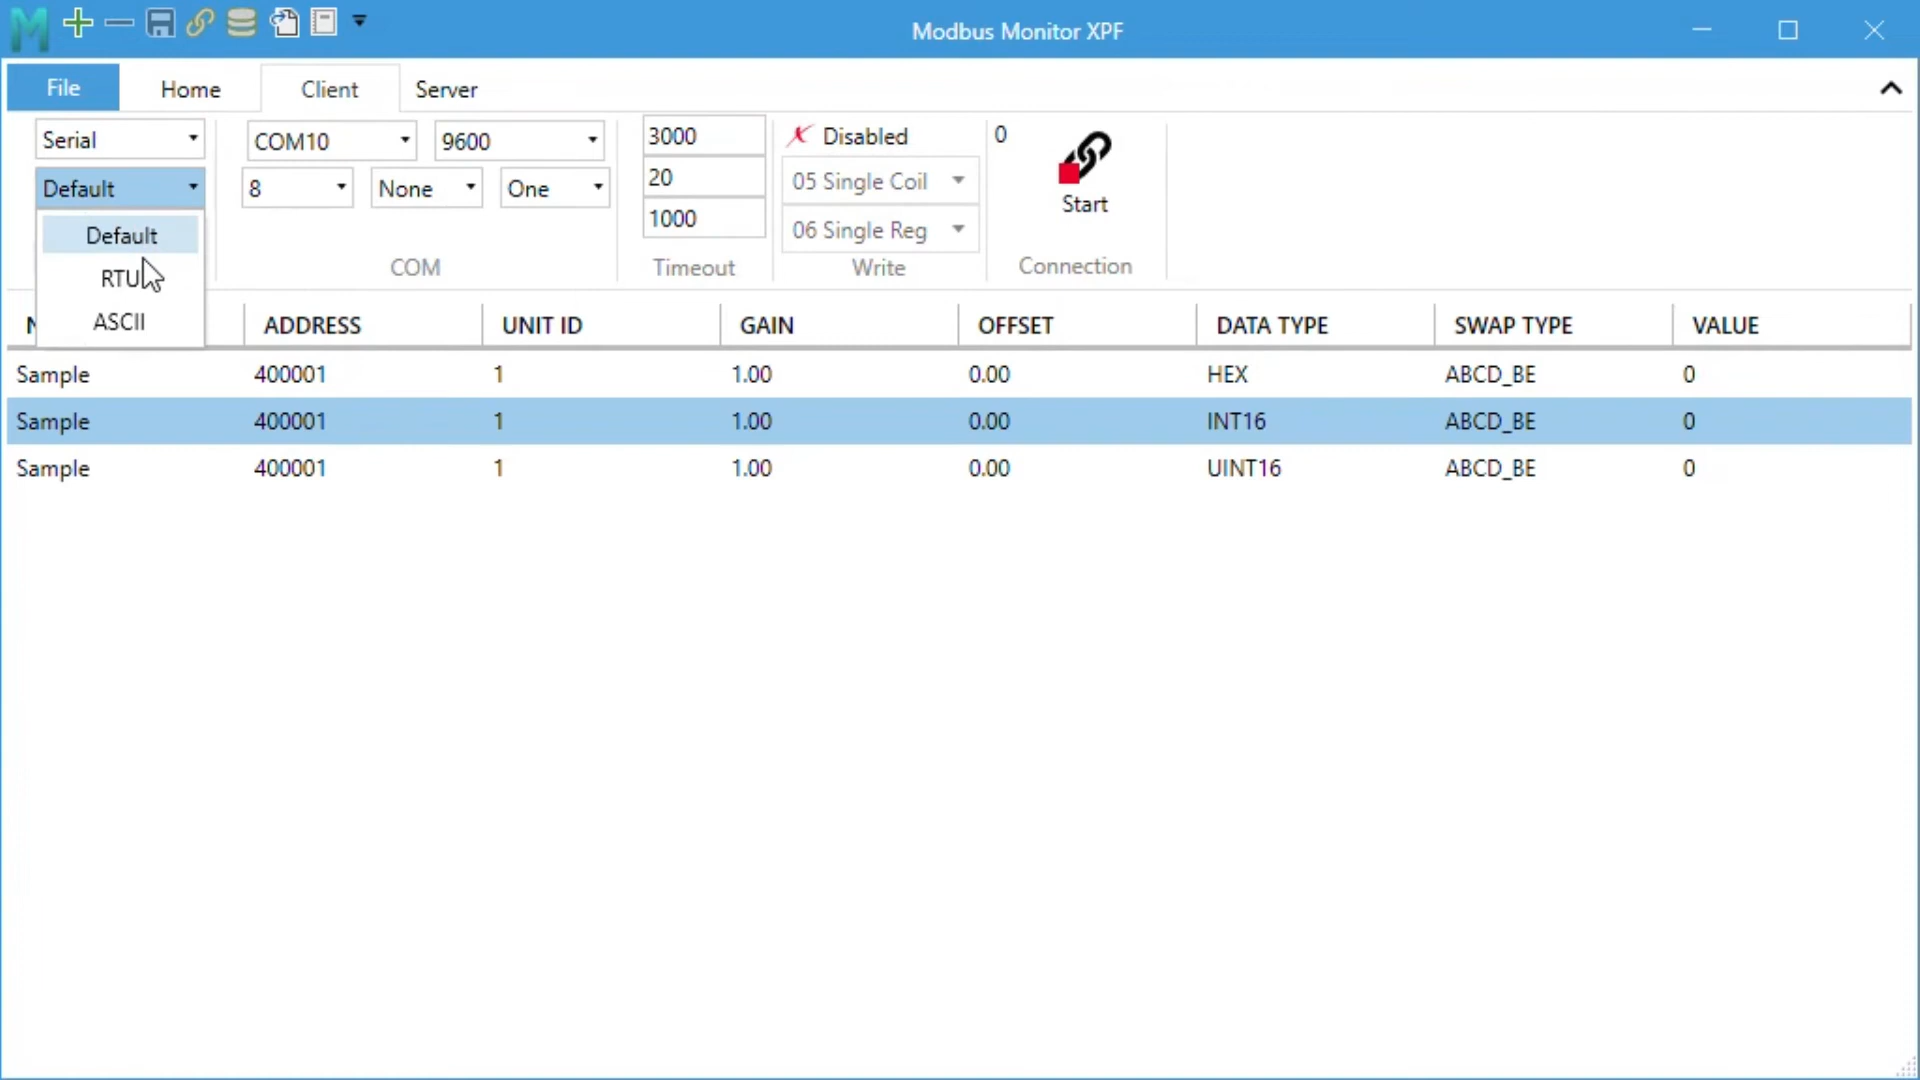 Modbus Monitor XPF
File Home Client Server
Serial COM10 9600 3000 Disabled 0
Default 8 None One 20 05 Single Coil Start
1000 06 Single Reg
COM Timeout Write Connection
Default
RTU
ASCII
ADDRESS UNIT ID GAIN OFFSET DATA TYPE SWAP TYPE VALUE
Sample 400001 1 1.00 0.00 HEX ABCD_BE 0
Sample 400001 1 1.00 0.00 INT16 ABCD_BE 0
Sample 400001 1 1.00 0.00 UINT16 ABCD_BE 0